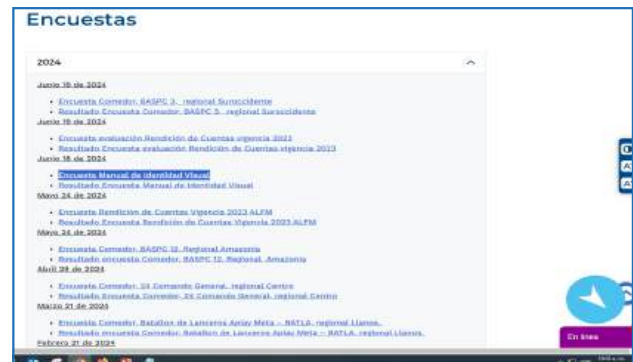 Encuestas
2024
Junio 19 de 2024
Encuesta Comedor, BASPC 3, regional Suroccidente
Resultado Encuesta Comedor, BASPC 3, regional Suroccidente
Junio 19 de 2024
Encuesta evaluación Rendición de Cuentas vigencia 2023
Resultado Encuesta evaluación Rendición de Cuentas vigencia 2023
Junio 18 de 2024
Encuesta Manual de Identidad Visual
Resultado Encuesta Manual de Identidad Visual
Mayo 24 de 2024
Encuesta Rendición de Cuentas Vigencia 2023 ALFM
Resultado Encuesta Rendición de Cuentas Vigencia 2023 ALFM
Mayo 24 de 2024
Encuesta Comedor, BASPC 12, Regional Amazonia
Resultado encuesta Comedor, BASPC 12, Regional, Amazonia
Abril 29 de 2024
Encuesta Comedor, 24 Comando General, regional Centro
Resultado Encuesta Comedor, 24 Comando General, regional Centro
Marzo 21 de 2024
Encuesta Comedor, Batallon de Lanceros Apiay Meta – BATLA, regional Llanos.
Resultado encuesta Comedor, Batallon de Lanceros Apiay Meta – BATLA, regional Llanos.
Febrero 21 de 2024
En línea